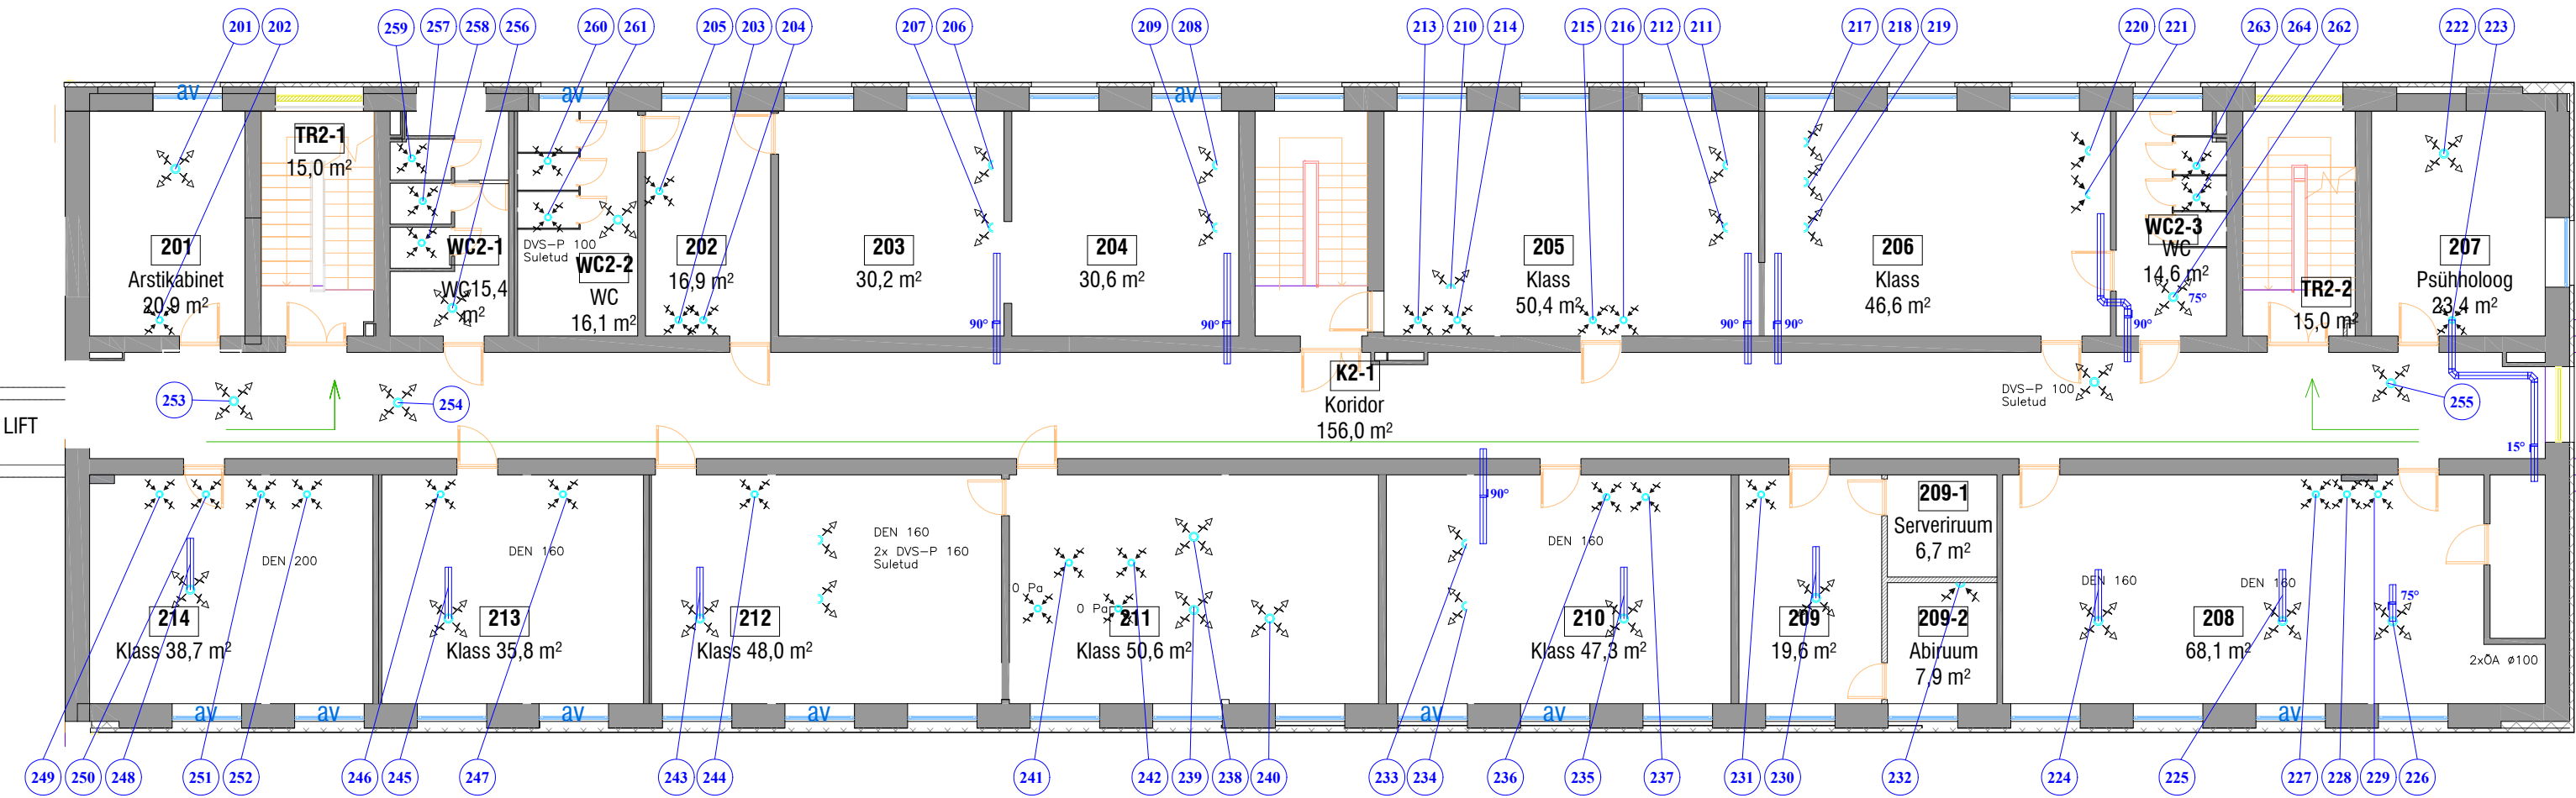 201 202 259 257 258 256 260 261 205 203 204 207 206 209 208 213 210 214 215 216 212 211 217 218 219 220 221 263 264 262 222 223
av av av
TR2-1
15,0 m²
201
Arstikabinet
20,9 m²
WC2-1
WC15,4
m²
DVS-P 100
Suletud
WC2-2
WC
16,1 m²
202
16,9 m²
203
30,2 m²
204
30,6 m²
205
Klass
50,4 m²
206
Klass
46,6 m²
WC2-3
WC
14,6 m²
75°
TR2-2
15,0 m²
207
Psühholoog
23,4 m²
90° 90° 90° 90° 90°
253 254
K2-1
Koridor
156,0 m²
DVS-P 100
Suletud
255
LIFT
15°
90°
DEN 200
214
Klass 38,7 m²
DEN 160
213
Klass 35,8 m²
212
Klass 48,0 m²
DEN 160
2x DVS-P 160
Suletud
0 Pa
0 Pa
211
Klass 50,6 m²
DEN 160
210
Klass 47,3 m²
209
19,6 m²
209-1
Serveriruum
6,7 m²
209-2
Abiruum
7,9 m²
DEN 160
DEN 160
75°
208
68,1 m²
2xÕA ø100
av av av av av av av
249 250 248 251 252 246 245 247 243 244 241 242 239 238 240 233 234 236 235 237 231 230 232 224 225 227 228 229 226